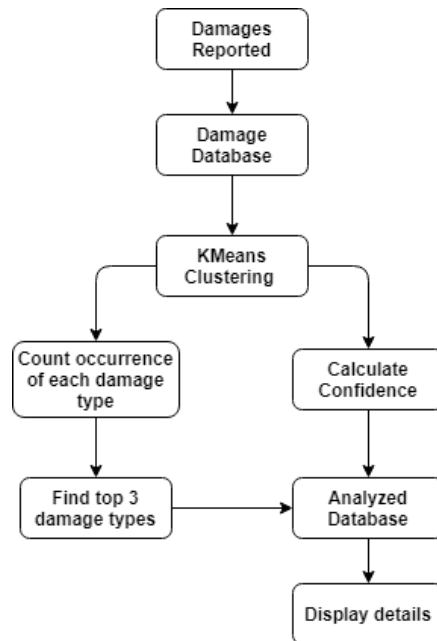 Damages
Reported
Damage
Database
KMeans
Clustering
Count occurrence
of each damage
type
Calculate
Confidence
Find top 3
damage types
Analyzed
Database
Display details